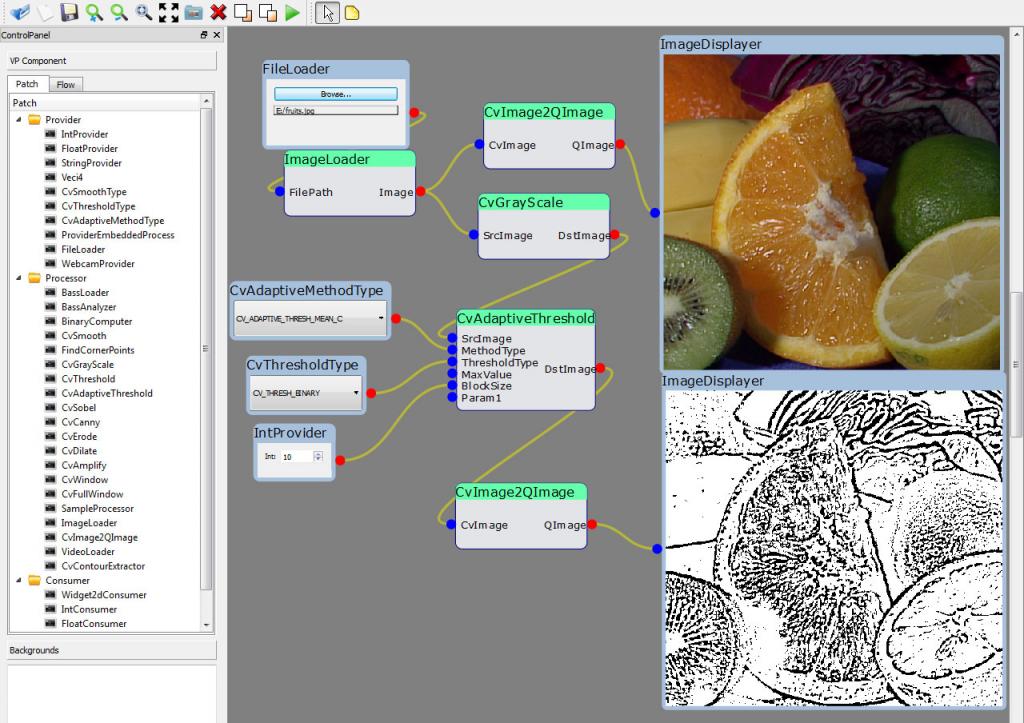 ControlPanel
VP Component
Patch Flow
Patch
Provider
IntProvider
FloatProvider
StringProvider
Veci4
CvSmoothType
CvThresholdType
CvAdaptiveMethodType
ProviderEmbeddedProcess
FileLoader
WebcamProvider
Processor
BassLoader
BassAnalyzer
BinaryComputer
CvSmooth
FindCornerPoints
CvGrayScale
CvThreshold
CvAdaptiveThreshold
CvSobel
CvCanny
CvErode
CvDilate
CvAmplify
CvWindow
CvFullWindow
SampleProcessor
ImageLoader
CvImage2QImage
VideoLoader
CvContourExtractor
Consumer
Widget2dConsumer
IntConsumer
FloatConsumer
Backgrounds
FileLoader
Browse...
E:/fruits.jpg
ImageLoader
FilePath Image
CvImage2QImage
CvImage QImage
CvGrayScale
SrcImage DstImage
CvAdaptiveMethodType
CV_ADAPTIVE_THRESH_MEAN_C
CvThresholdType
CV_THRESH_BINARY
IntProvider
Int: 10
CvAdaptiveThreshold
SrcImage
MethodType
ThresholdType
MaxValue
BlockSize
Param1
DstImage
CvImage2QImage
CvImage QImage
ImageDisplayer
ImageDisplayer